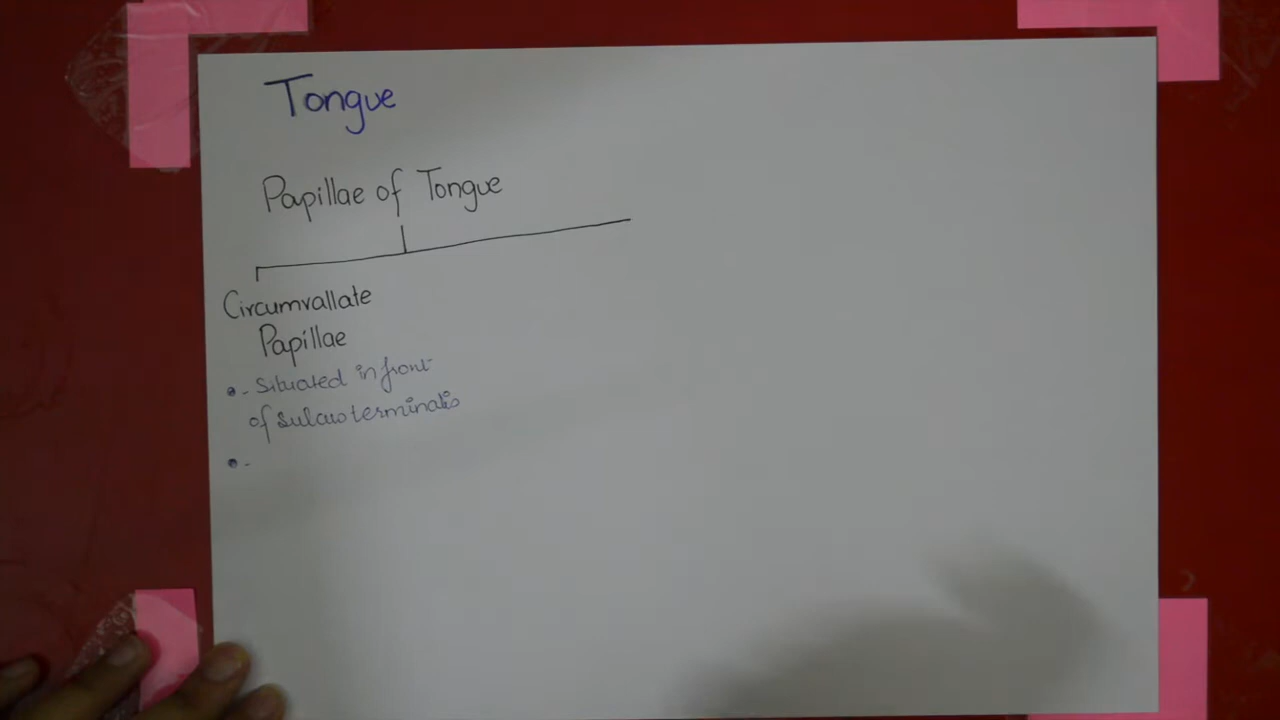 Tongue
Papillae of Tongue
Circumvallate
Papillae
- Situated in front
of sulcus terminalis
-